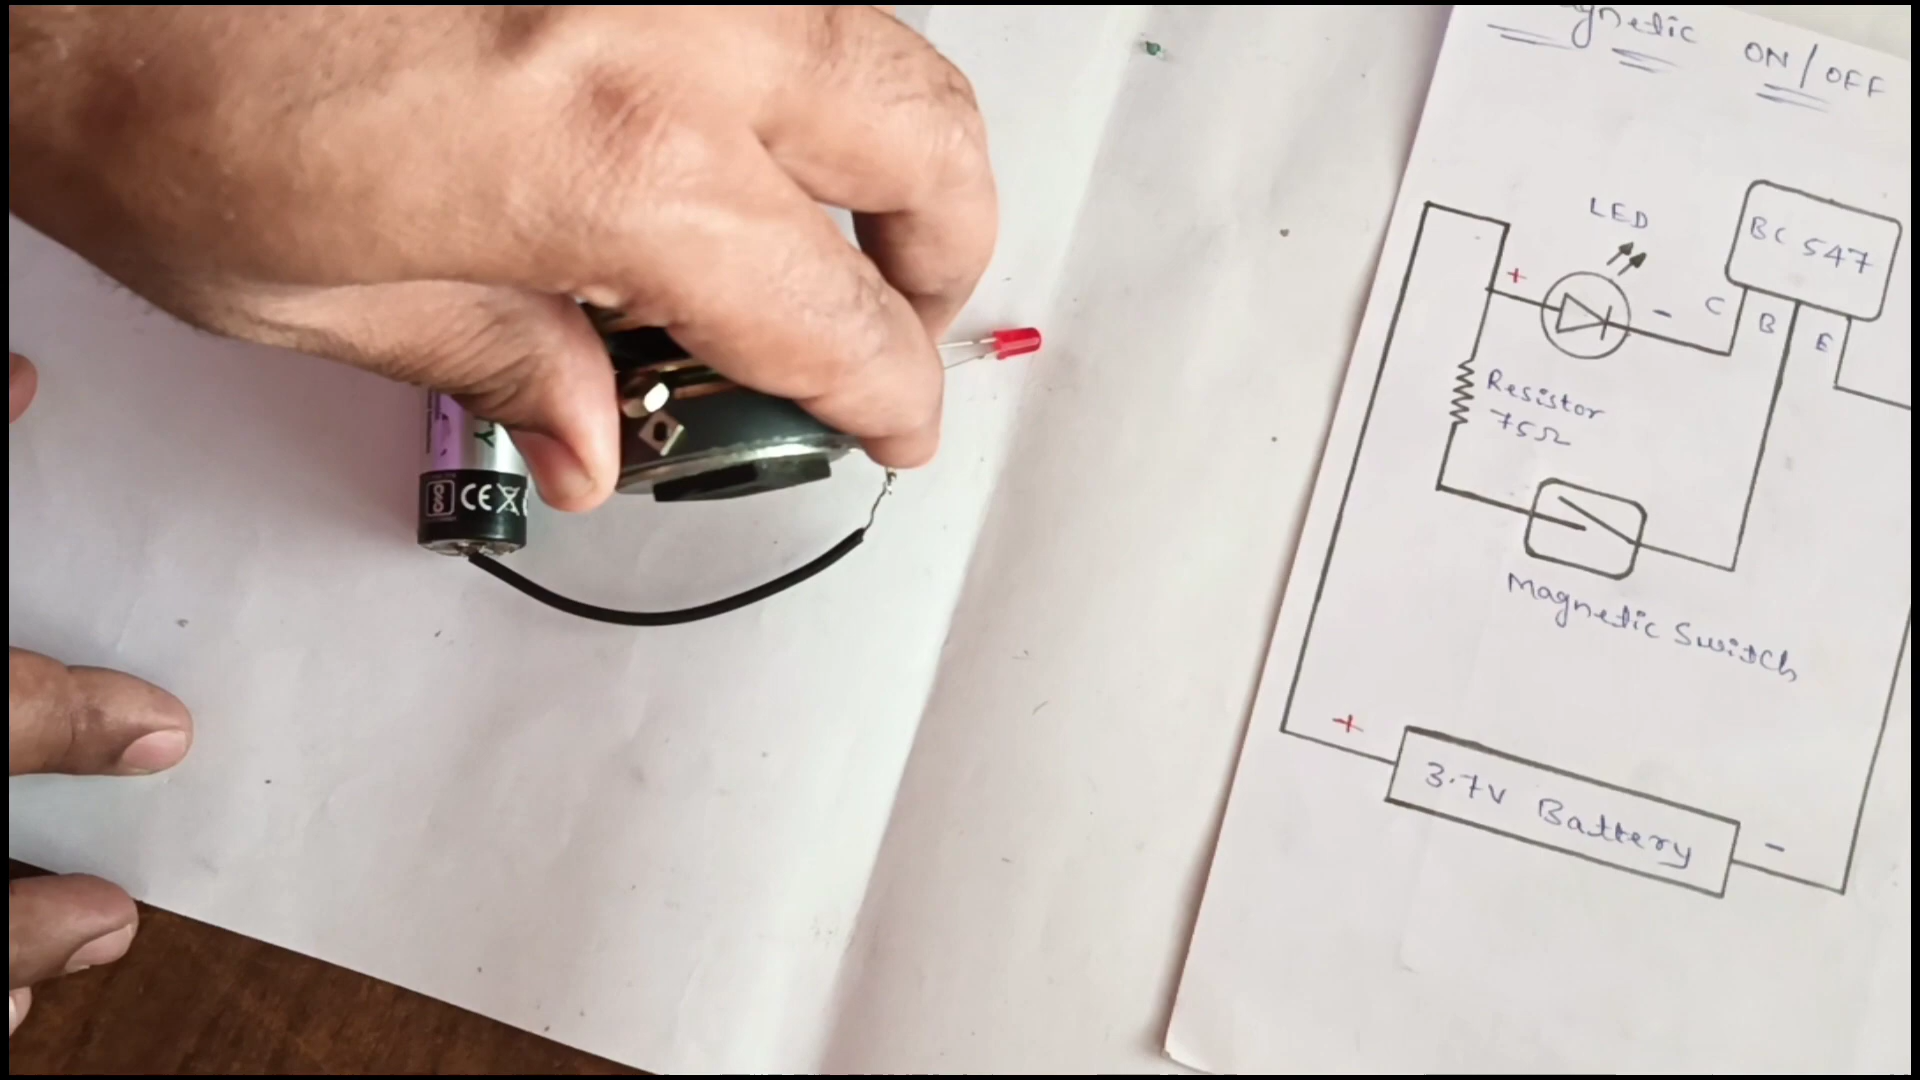 ON/OFF
LED
BC 547
+
-
C
B
E
Resistor
75Ω
Magnetic Switch
+
3.7V Battery
-
CE